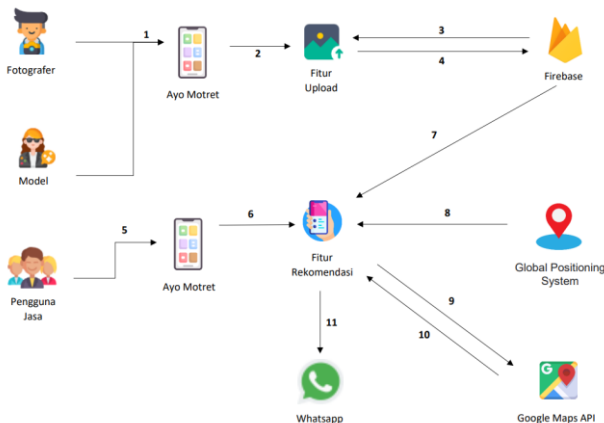 1
2
3
4
Fotografer
Ayo Motret
Fitur
Upload
Firebase
7
Model
5
6
8
Fitur
Rekomendasi
Ayo Motret
Global Positioning
System
Pengguna
Jasa
9
10
11
G
Whatsapp
Google Maps API